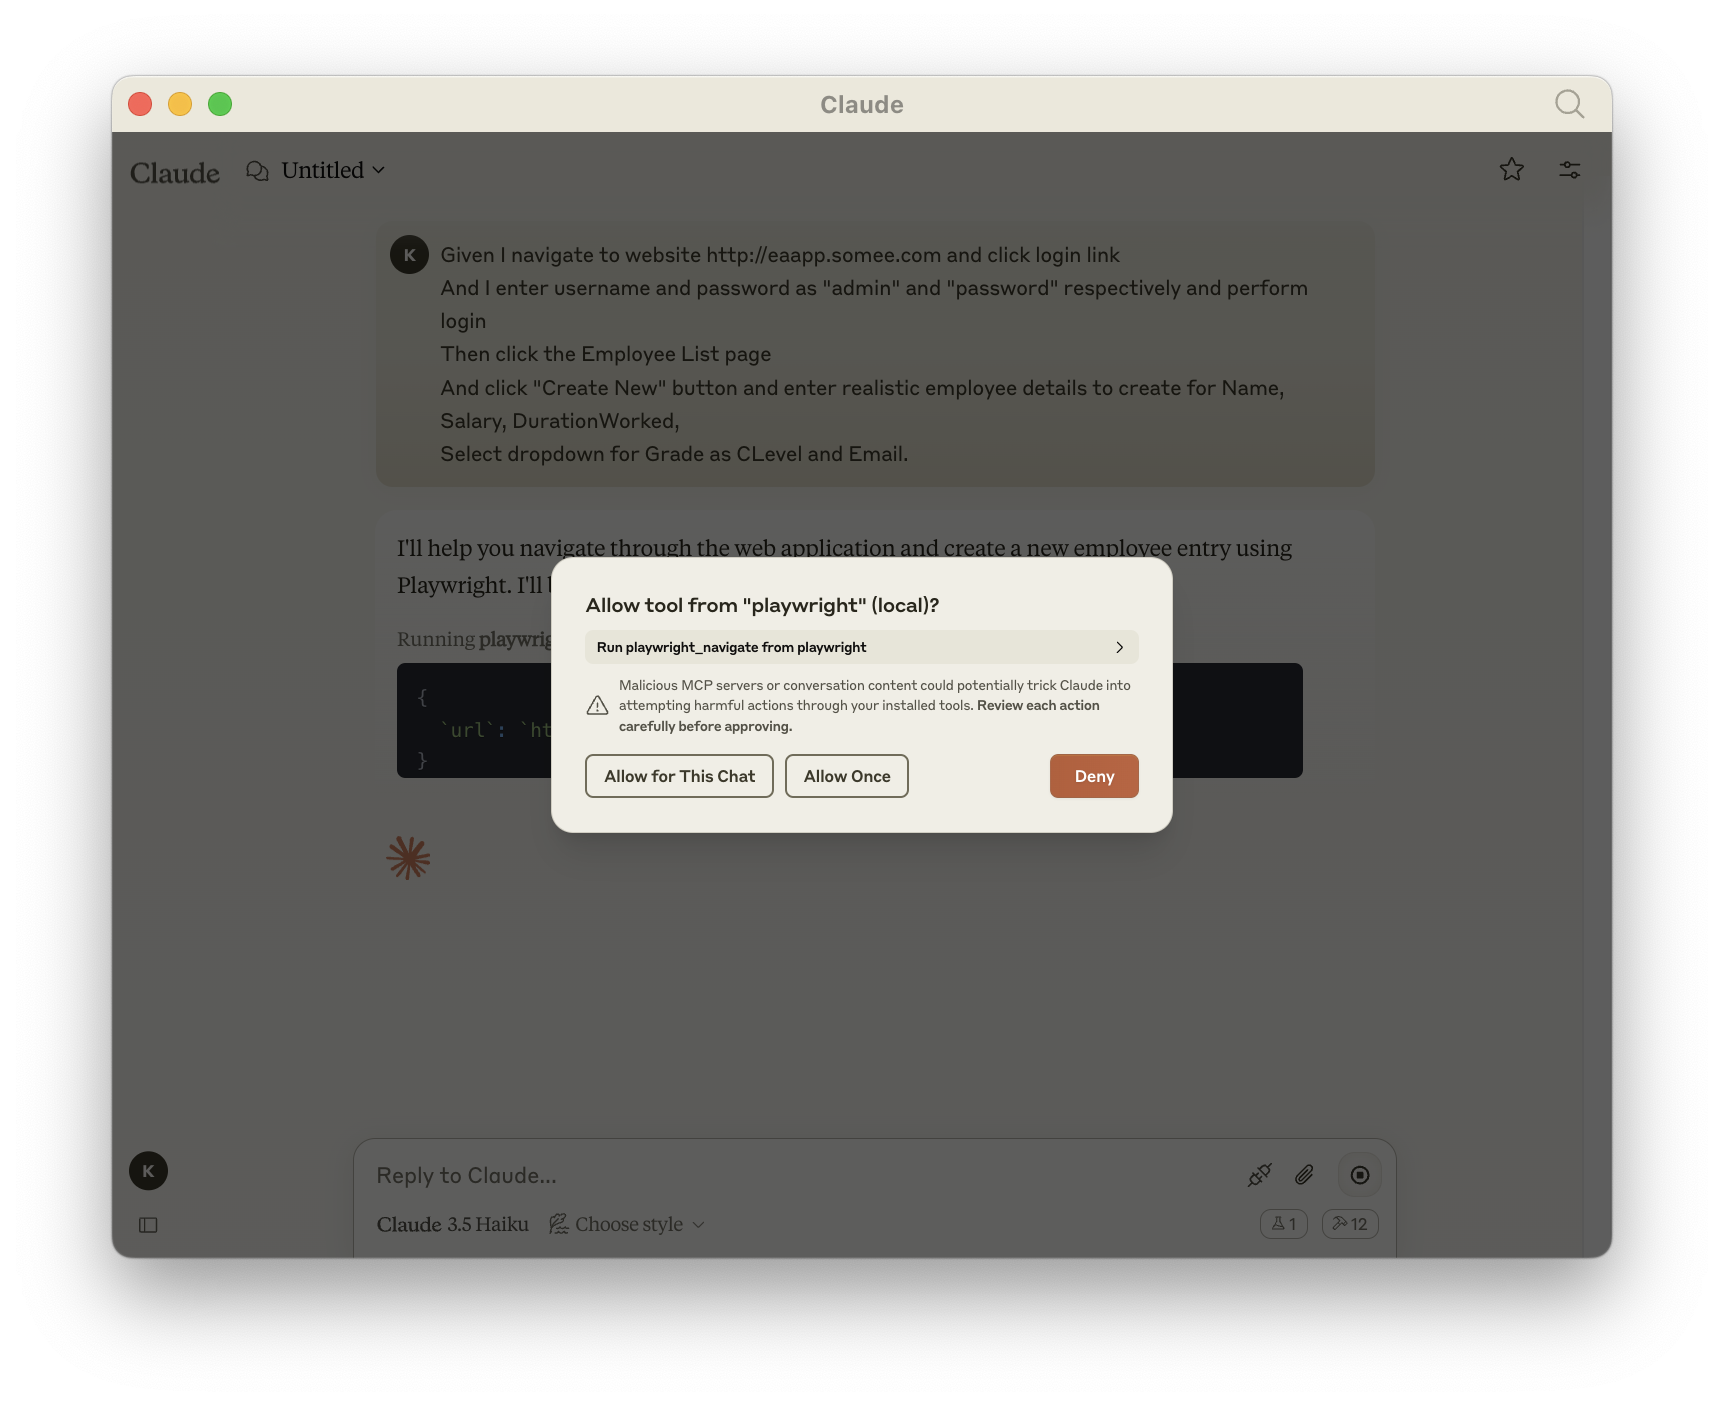 Claude
Claude
Untitled
K
Given I navigate to website http://eaapp.somee.com and click login link
And I enter username and password as "admin" and "password" respectively and perform
login
Then click the Employee List page
And click "Create New" button and enter realistic employee details to create for Name,
Salary, DurationWorked,
Select dropdown for Grade as CLevel and Email.
I'll help you navigate through the web application and create a new employee entry using
Playwright. I'll
Running
{
`url`:
}
Allow tool from "playwright" (local)?
Run playwright_navigate from playwright
Malicious MCP servers or conversation content could potentially trick Claude into
attempting harmful actions through your installed tools. Review each action
carefully before approving.
Allow for This Chat
Allow Once
Deny
K
Reply to Claude...
Claude 3.5 Haiku
Choose style
1
12